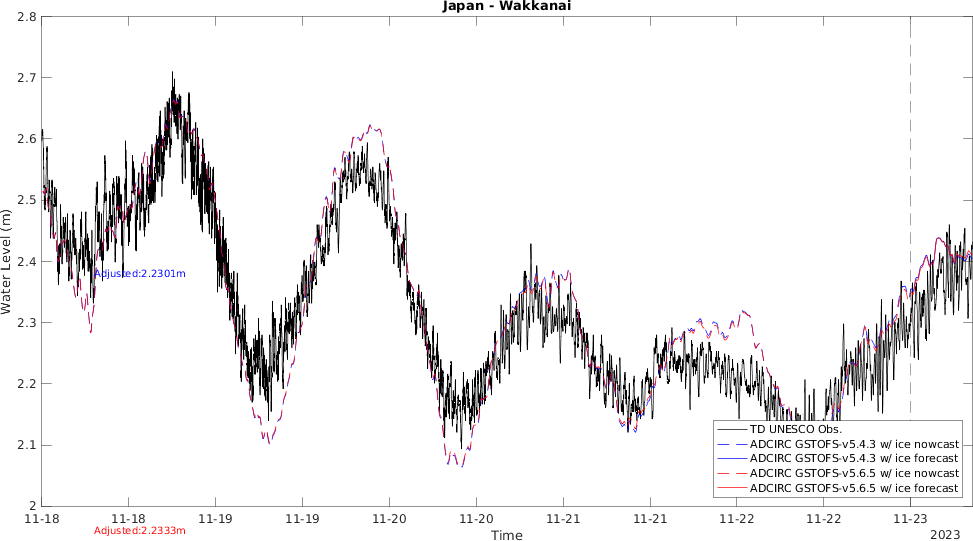 Japan - Wakkanai
2.8
2.7
2.6
2.5
2.4
2.3
2.2
2.1
2
Water Level (m)
Adjusted:2.2301m
TD UNESCO Obs.
ADCIRC GSTOFS-v5.4.3 w/ ice nowcast
ADCIRC GSTOFS-v5.4.3 w/ ice forecast
ADCIRC GSTOFS-v5.6.5 w/ ice nowcast
ADCIRC GSTOFS-v5.6.5 w/ ice forecast
11-18 11-18 11-19 11-19 11-20 11-20 11-21 11-21 11-22 11-22 11-23
Adjusted:2.2333m
Time
2023